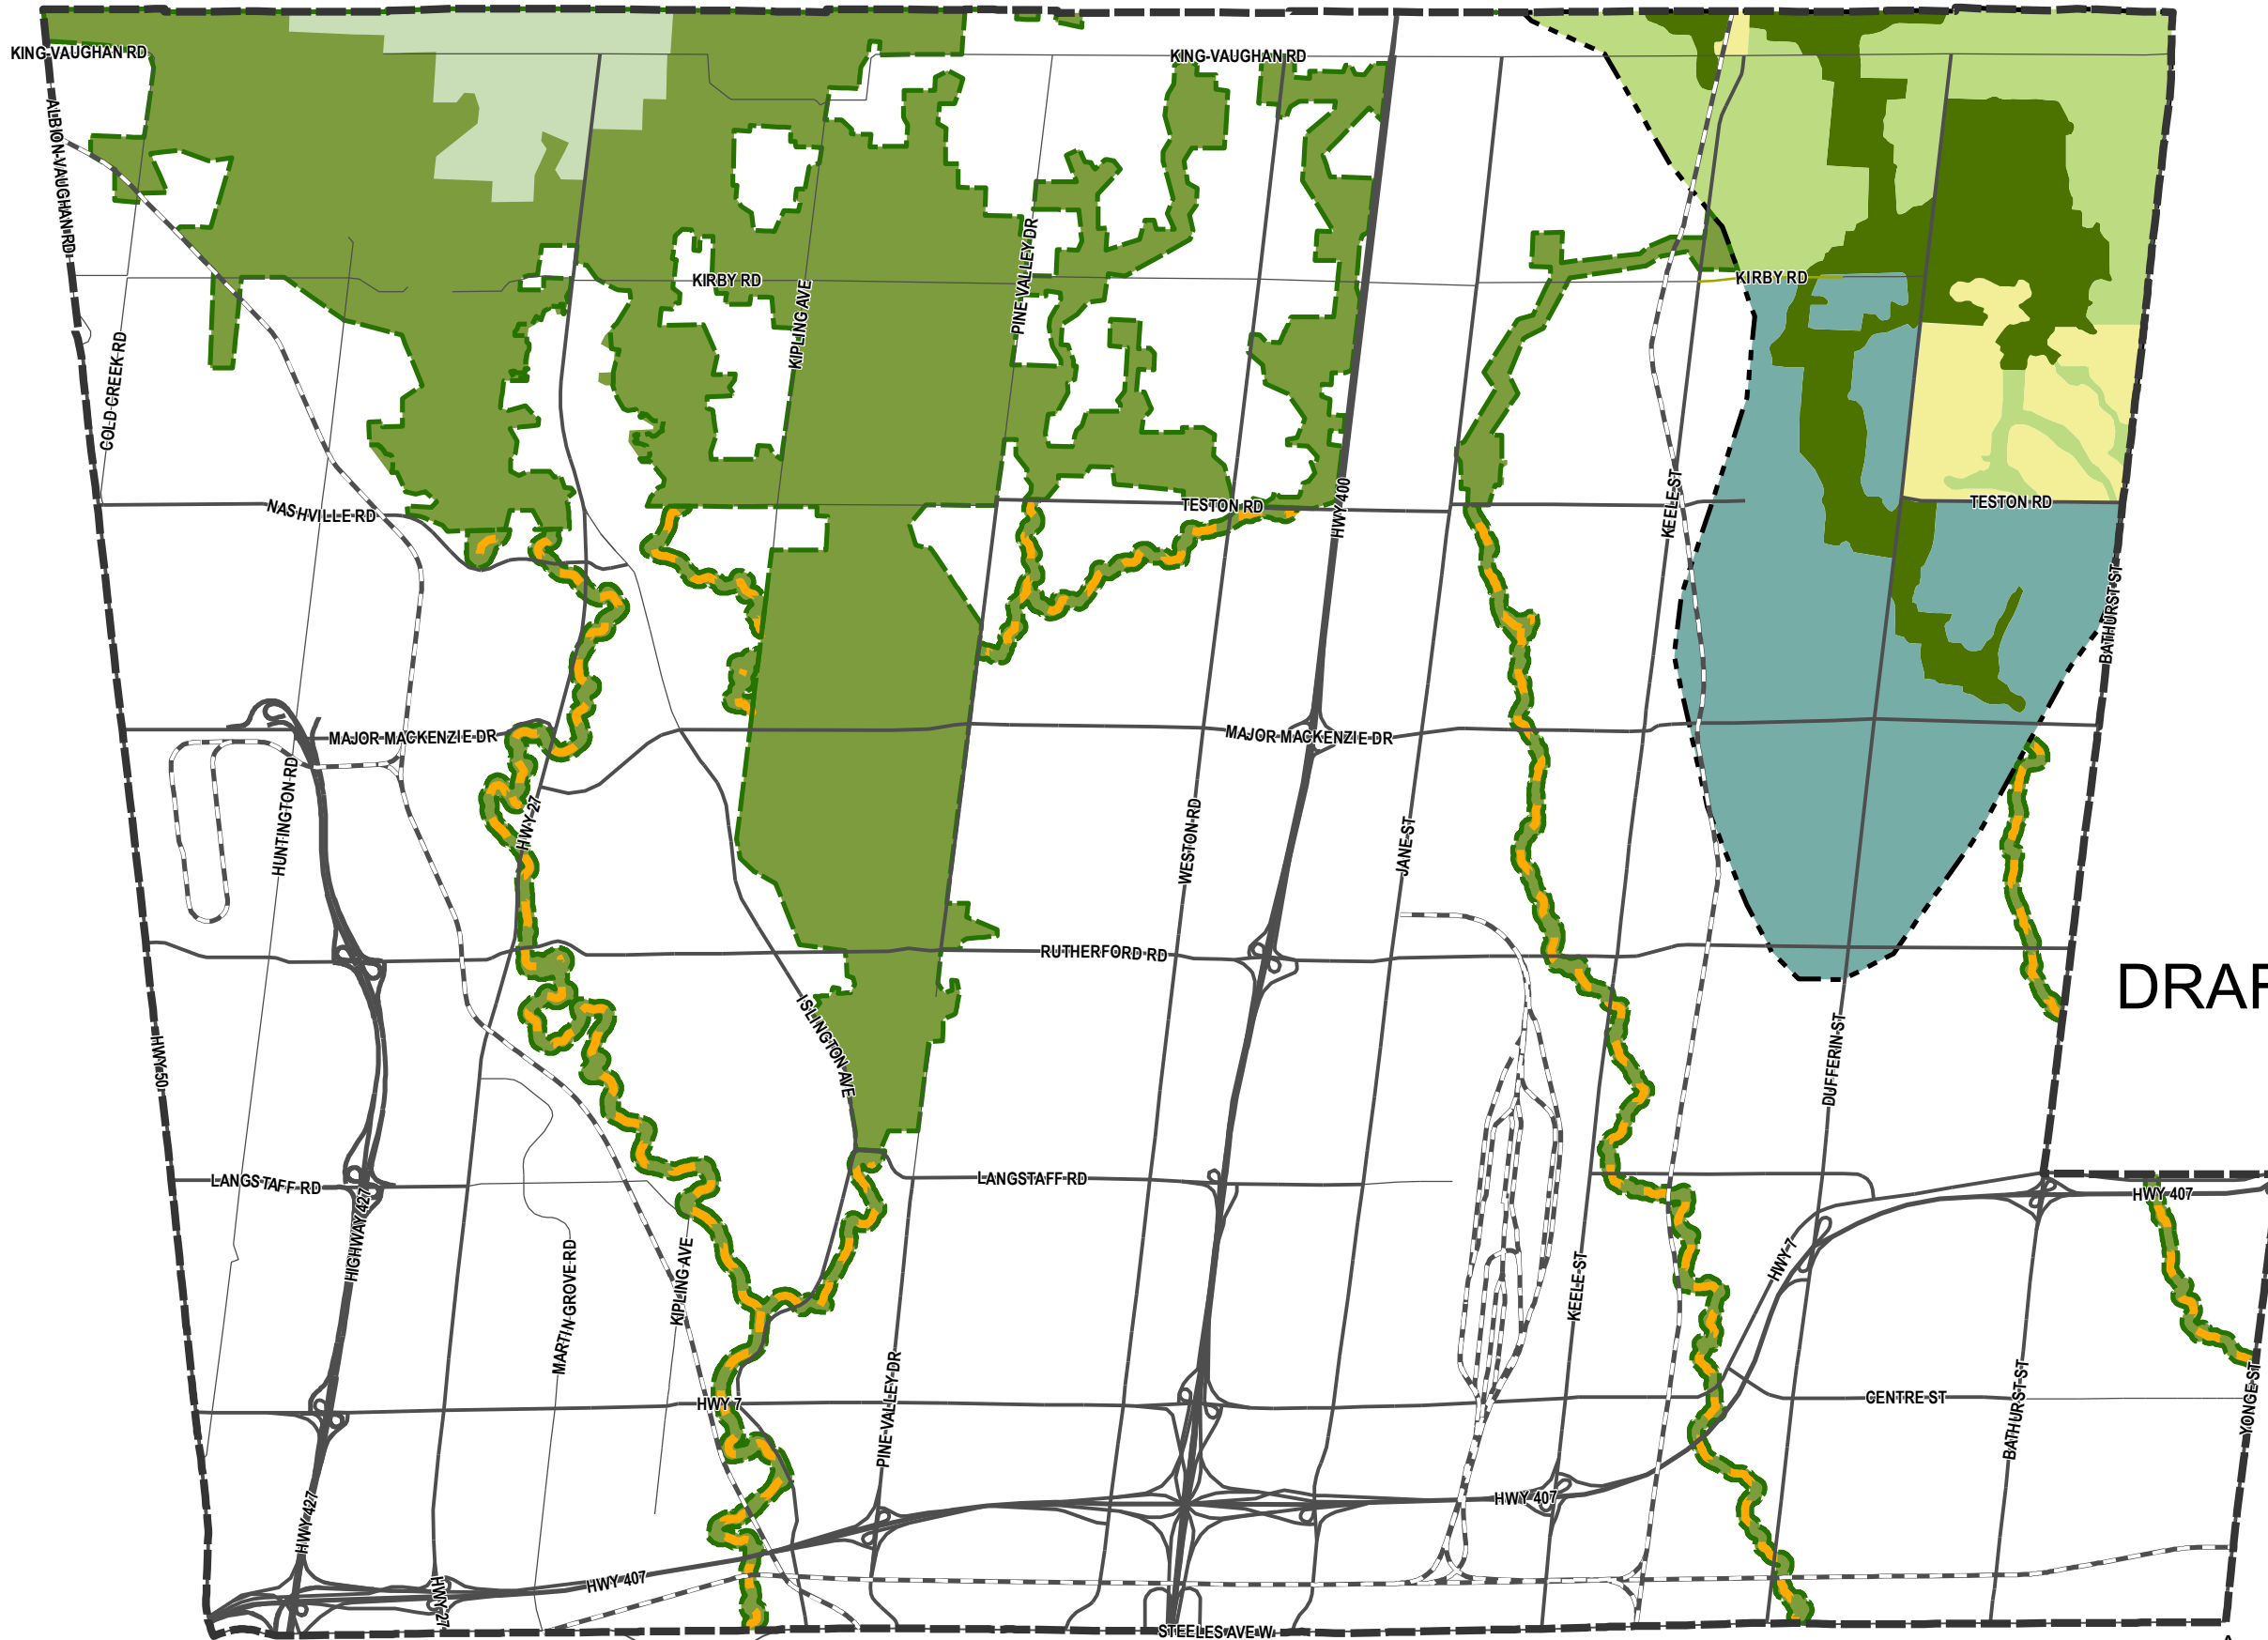 KING-VAUGHAN RD
KING-VAUGHAN RD
ALBION-VAUGHAN RD
PINE VALLEY DR
KIRBY RD
KIPLING AVE
KIRBY RD
COLD CREEK RD
NASHVILLE RD
TESTON RD
HWY 400
KEELE ST
TESTON RD
BATHURST ST
MAJOR MACKENZIE DR
MAJOR MACKENZIE DR
HUNTINGTON RD
HWY 27
WESTON RD
JANE ST
RUTHERFORD RD
DRAF
ISLINGTON AVE
HWY 50
DUFFERIN ST
LANGSTAFF RD
LANGSTAFF RD
HWY 407
HIGHWAY 427
MARTIN GROVE RD
KIPLING AVE
KEELE ST
HWY 7
HWY 7
CENTRE ST
PINE VALLEY DR
BATHURST ST
YONGE ST
HWY 427
HWY 407
HWY 407
HWY 27
STEELES AVE W